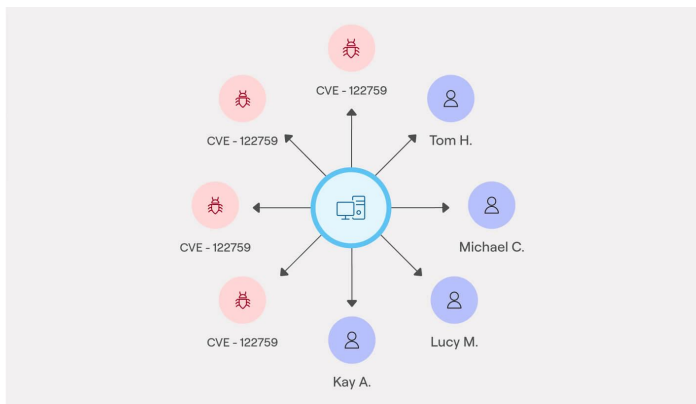 CVE - 122759
CVE - 122759
Tom H.
CVE - 122759
Michael C.
CVE - 122759
Lucy M.
Kay A.